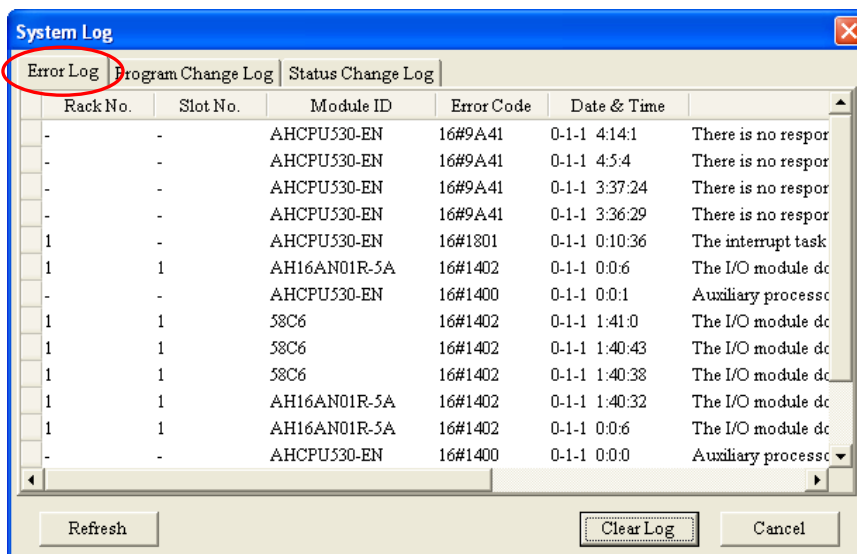 System Log
Error Log Program Change Log Status Change Log
Rack No. Slot No. Module ID Error Code Date & Time
- - AHCPU530-EN 16#9A41 0-1-1 4:14:1 There is no respor
- - AHCPU530-EN 16#9A41 0-1-1 4:5:4 There is no respor
- - AHCPU530-EN 16#9A41 0-1-1 3:37:24 There is no respor
- - AHCPU530-EN 16#9A41 0-1-1 3:36:29 There is no respor
1 - AHCPU530-EN 16#1801 0-1-1 0:10:36 The interrupt task
1 1 AH16AN01R-5A 16#1402 0-1-1 0:0:6 The I/O module do
- - AHCPU530-EN 16#1400 0-1-1 0:0:1 Auxiliary processo
1 1 58C6 16#1402 0-1-1 1:41:0 The I/O module do
1 1 58C6 16#1402 0-1-1 1:40:43 The I/O module do
1 1 58C6 16#1402 0-1-1 1:40:38 The I/O module do
1 1 AH16AN01R-5A 16#1402 0-1-1 1:40:32 The I/O module do
1 1 AH16AN01R-5A 16#1402 0-1-1 0:0:6 The I/O module do
- - AHCPU530-EN 16#1400 0-1-1 0:0:0 Auxiliary processo
Refresh Clear Log Cancel